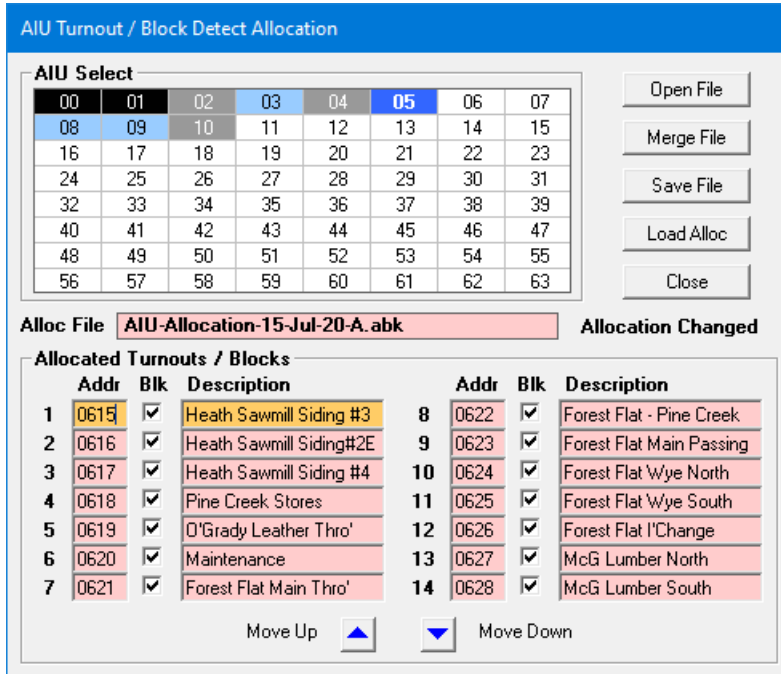 AIU Turnout / Block Detect Allocation
AIU Select
00 01 02 03 04 05 06 07
08 09 10 11 12 13 14 15
16 17 18 19 20 21 22 23
24 25 26 27 28 29 30 31
32 33 34 35 36 37 38 39
40 41 42 43 44 45 46 47
48 49 50 51 52 53 54 55
56 57 58 59 60 61 62 63
Open File
Merge File
Save File
Load Alloc
Close
Alloc File AIU-Allocation-15-Jul-20-A.abk Allocation Changed
Allocated Turnouts / Blocks
Addr Blk Description Addr Blk Description
1 0615 Heath Sawmill Siding #3 8 0622 Forest Flat - Pine Creek
2 0616 Heath Sawmill Siding#2E 9 0623 Forest Flat Main Passing
3 0617 Heath Sawmill Siding #4 10 0624 Forest Flat Wye North
4 0618 Pine Creek Stores 11 0625 Forest Flat Wye South
5 0619 O'Grady Leather Thro' 12 0626 Forest Flat I'Change
6 0620 Maintenance 13 0627 McG Lumber North
7 0621 Forest Flat Main Thro' 14 0628 McG Lumber South
Move Up Move Down